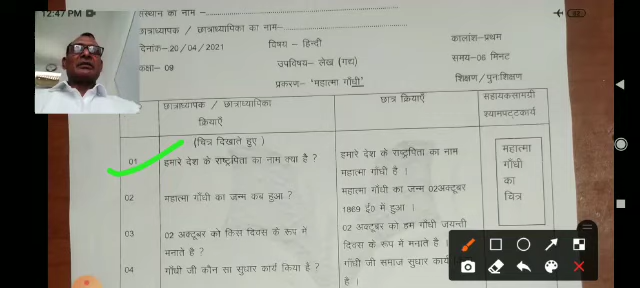 12:47 PM
संस्थान का नाम –
छात्राध्यापक / छात्राध्यापिका का नाम–
कालांश–प्रथम
दिनांक–20/04/2021
विषय – हिन्दी
समय–06 मिनट
कक्षा– 09
उपविषय– लेख (गद्य)
शिक्षण / पुनःशिक्षण
प्रकरण– 'महात्मा गाँधी'
छात्राध्यापक / छात्राध्यापिका
क्रियाएँ
छात्र क्रियाएँ
सहायकसामग्री
श्यामपट्टकार्य
(चित्र दिखाते हुए)
01 हमारे देश के राष्ट्रपिता का नाम क्या है ?
हमारे देश के राष्ट्रपिता का नाम
महात्मा गाँधी है ।
महात्मा
गाँधी
का
चित्र
02 महात्मा गाँधी का जन्म कब हुआ ?
महात्मा गाँधी का जन्म 02अक्टूबर
1869 ई0 में हुआ ।
03 02 अक्टूबर को किस दिवस के रूप मे
मनाते है ?
02 अक्टूबर को हम गाँधी जयन्ती
दिवस के रूप मे मनाते है ।
04 गाँधी जी कौन सा सुधार कार्य किया है ?
गाँधी जी समाज सुधार कार्य
है ।